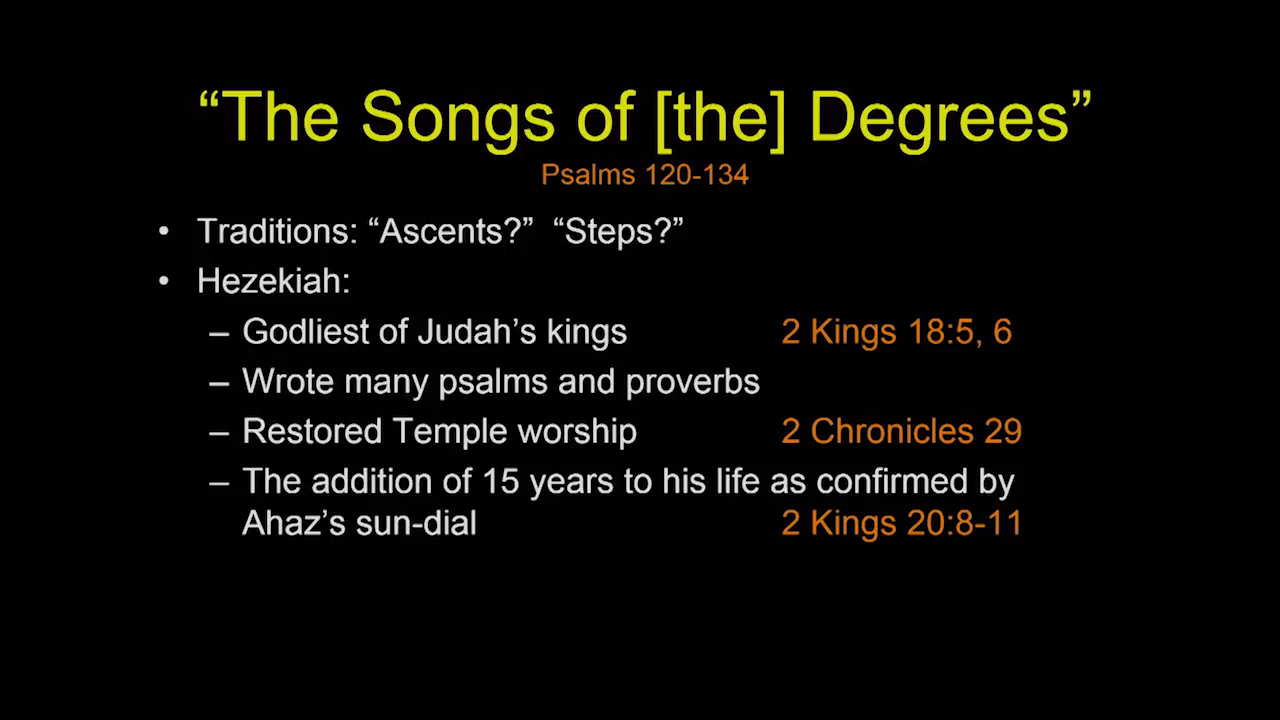 “The Songs of [the] Degrees”
Psalms 120-134
• Traditions: “Ascents?” “Steps?”
• Hezekiah:
– Godliest of Judah’s kings 2 Kings 18:5, 6
– Wrote many psalms and proverbs
– Restored Temple worship 2 Chronicles 29
– The addition of 15 years to his life as confirmed by
Ahaz’s sun-dial 2 Kings 20:8-11